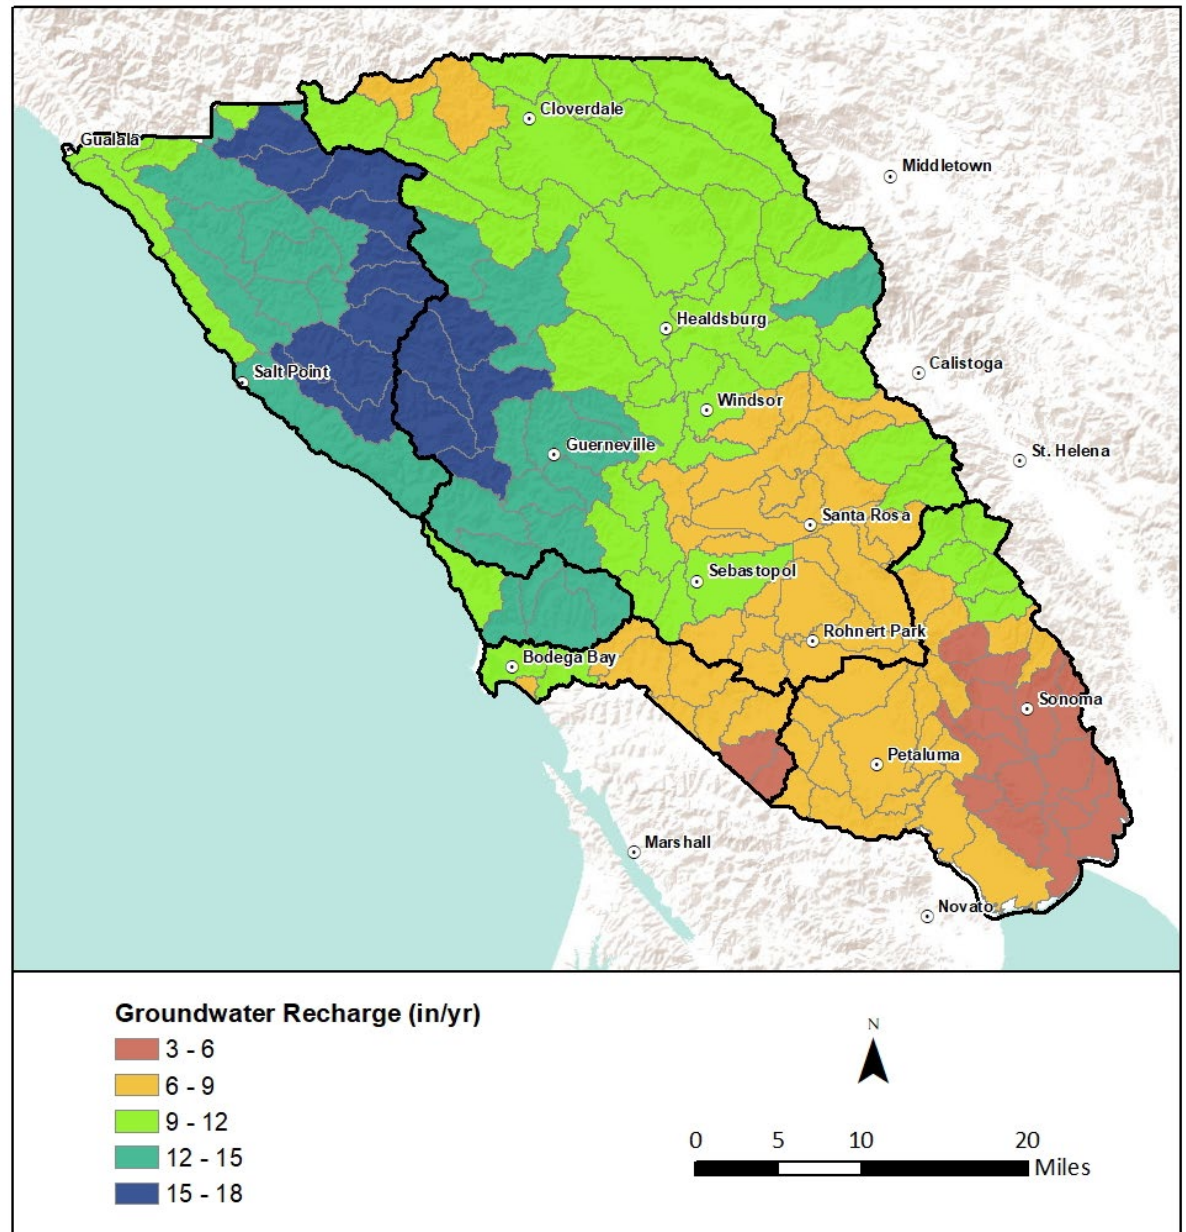 Cloverdale
Gualala
Middletown
Healdsburg
Salt Point
Calistoga
Windsor
Guerneville
St. Helena
Santa Rosa
Sebastopol
Rohnert Park
Bodega Bay
Sonoma
Petaluma
Marshall
Novato
Groundwater Recharge (in/yr)
3 - 6
6 - 9
9 - 12
12 - 15
15 - 18
N
0 5 10 20
Miles